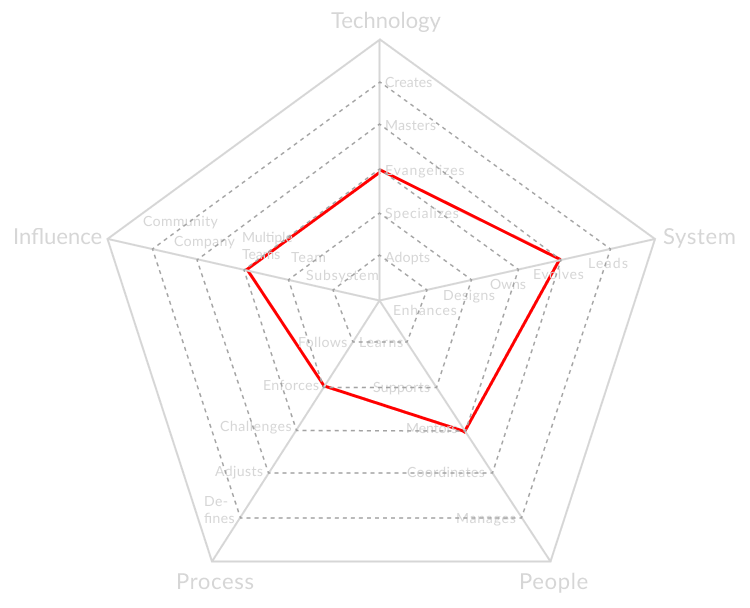 Technology
Creates
Masters
Evangelizes
Specializes
Adopts
Influence
Community
Company
Multiple
Teams
Team
Subsystem
System
Leads
Evolves
Owns
Designs
Enhances
Follows
Learns
Enforces
Supports
Challenges
Mentors
Adjusts
Coordinates
De-
fines
Manages
Process
People